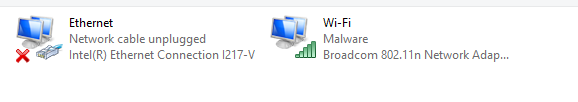 Ethernet
Network cable unplugged
Intel(R) Ethernet Connection I217-V
Wi-Fi
Malware
Broadcom 802.11n Network Adap...